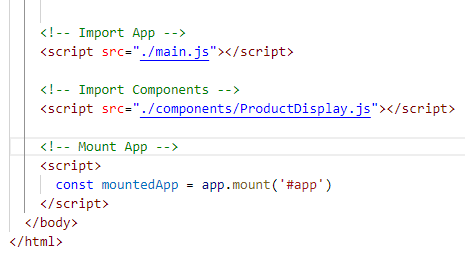 <!-- Import App -->
<script src="./main.js"></script>
<!-- Import Components -->
<script src="./components/ProductDisplay.js"></script>
<!-- Mount App -->
<script>
const mountedApp = app.mount('#app')
</script>
</body>
</html>